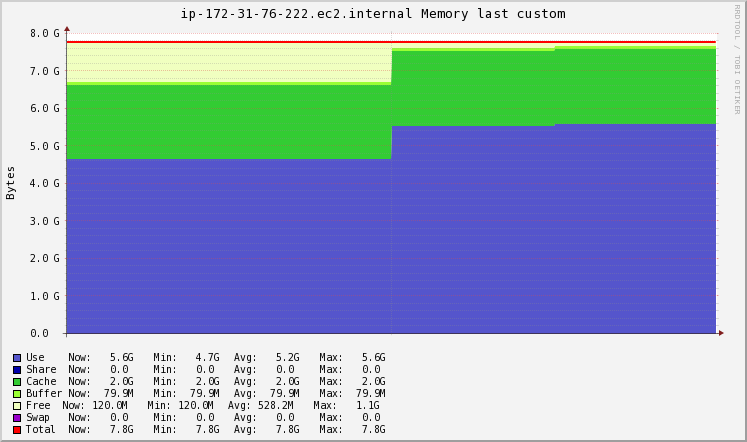 ip-172-31-76-222.ec2.internal Memory last custom
RRDTOOL / TOBI OETIKER
Bytes
8.0 G
7.0 G
6.0 G
5.0 G
4.0 G
3.0 G
2.0 G
1.0 G
0.0
Use Now: 5.6G Min: 4.7G Avg: 5.2G Max: 5.6G
Share Now: 0.0 Min: 0.0 Avg: 0.0 Max: 0.0
Cache Now: 2.0G Min: 2.0G Avg: 2.0G Max: 2.0G
Buffer Now: 79.9M Min: 79.9M Avg: 79.9M Max: 79.9M
Free Now: 120.0M Min: 120.0M Avg: 528.2M Max: 1.1G
Swap Now: 0.0 Min: 0.0 Avg: 0.0 Max: 0.0
Total Now: 7.8G Min: 7.8G Avg: 7.8G Max: 7.8G